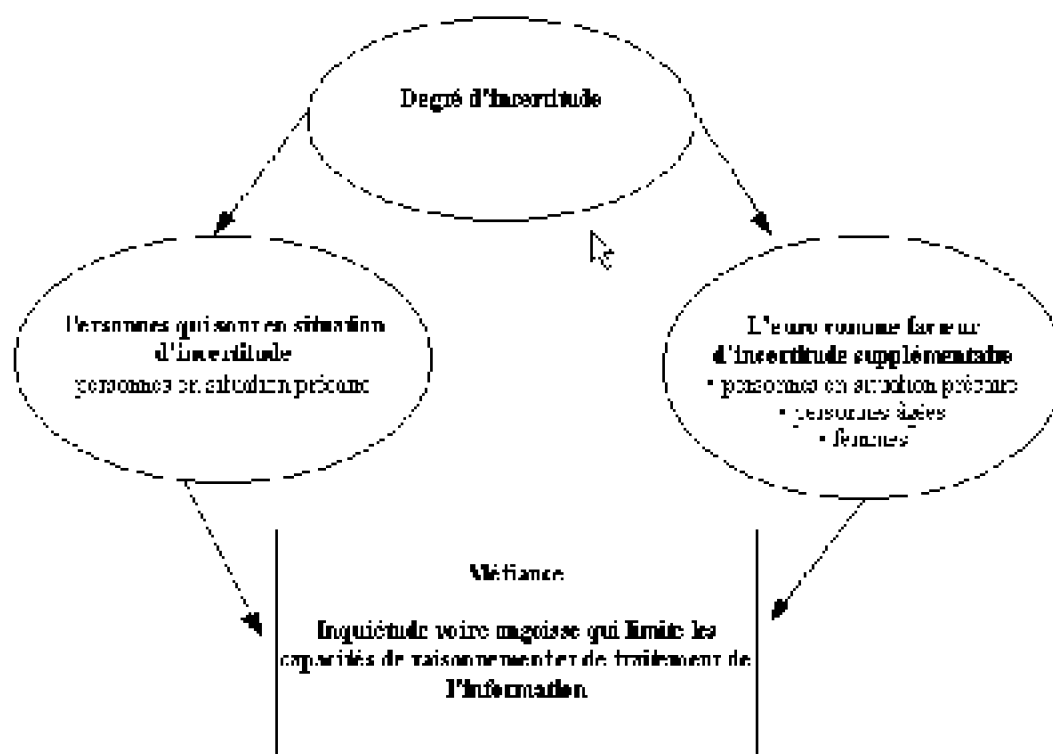 Degré d'incertitude
Personnes qui sont en situation
d'incertitude
personnes en situation précaire
L'euro comme facteur
d'incertitude supplémentaire
• personnes en situation précaire
• personnes âgées
• femmes
Méfiance
Inquiétude voire angoisse qui limite les
capacités de raisonnement et de traitement de
l'information